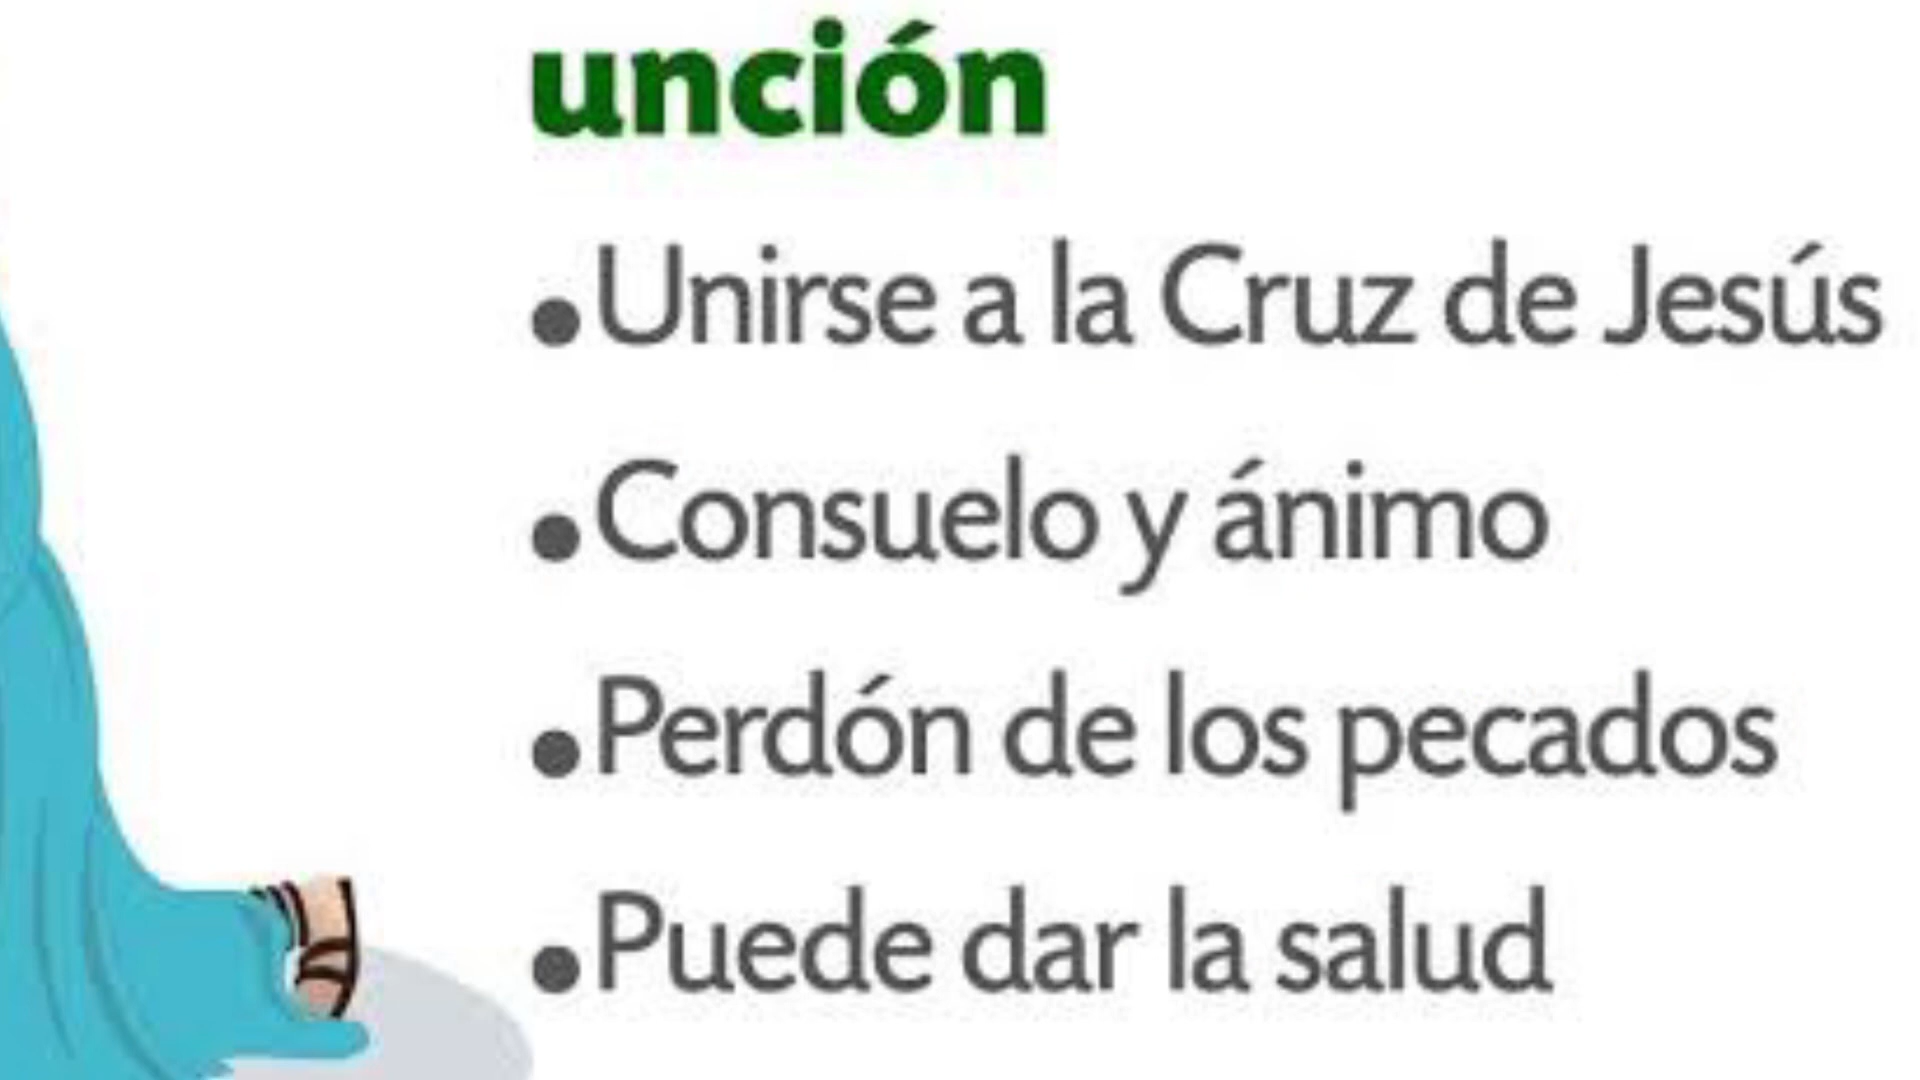 unción
•Unirse a la Cruz de Jesús
•Consuelo y ánimo
•Perdón de los pecados
•Puede dar la salud